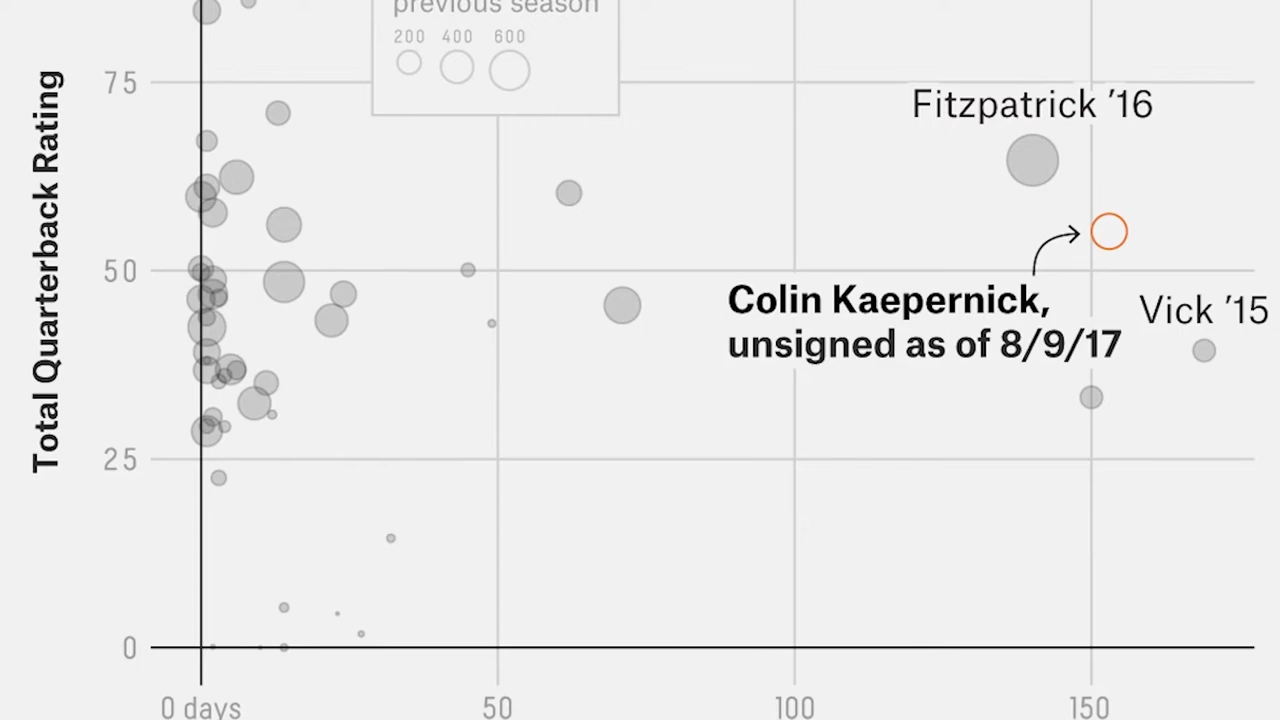 previous season
200 400 600
75
Fitzpatrick ’16
50
Colin Kaepernick,
unsigned as of 8/9/17
Vick ’15
25
0
0 days 50 100 150
Total Quarterback Rating